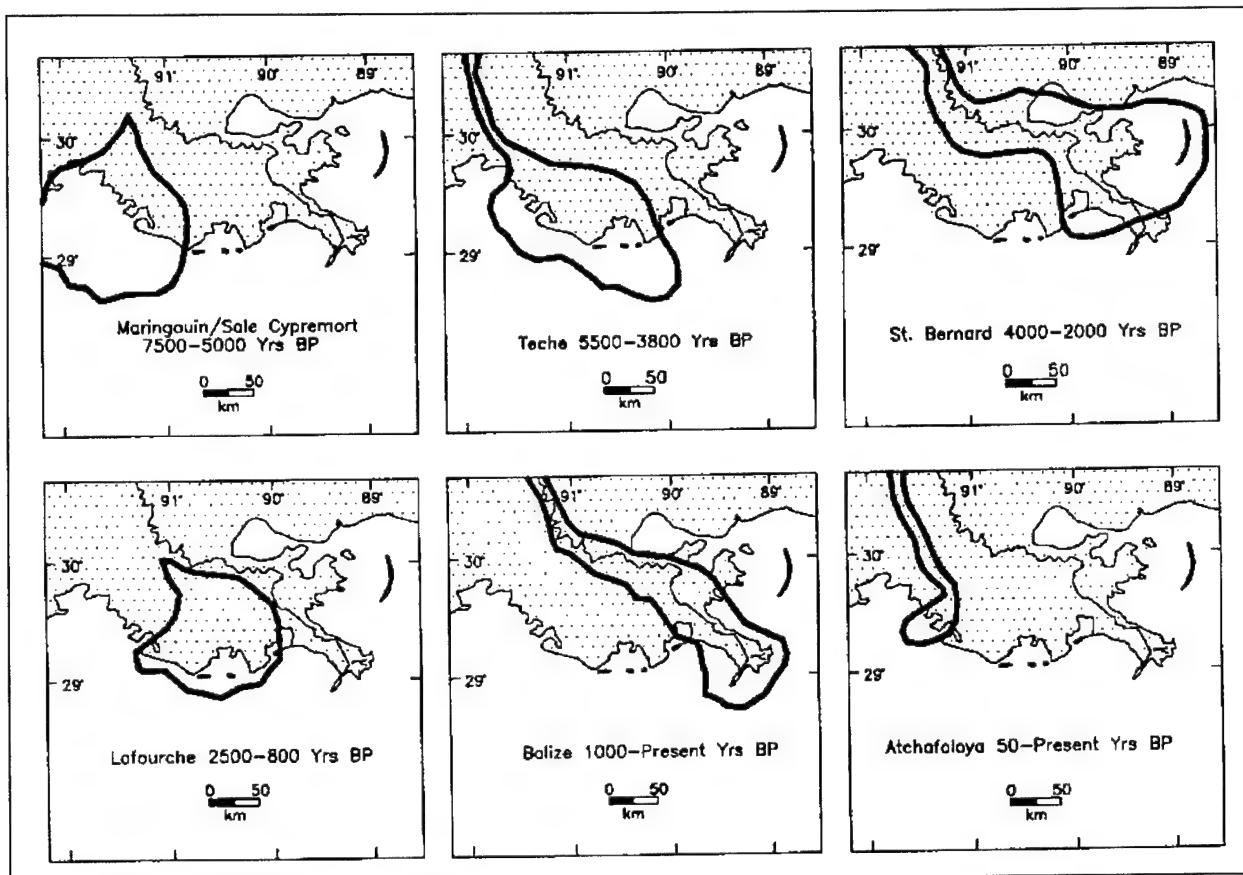 91° 90° 89°
30°
29°
Maringouin/Sale Cypremort
7500-5000 Yrs BP
0 50
km
91° 90° 89°
30°
29°
Teche 5500-3800 Yrs BP
0 50
km
91° 90° 89°
30°
29°
St. Bernard 4000-2000 Yrs BP
0 50
km
91° 90° 89°
30°
29°
Lafourche 2500-800 Yrs BP
0 50
km
91° 90° 89°
30°
29°
Balize 1000-Present Yrs BP
0 50
km
91° 90° 89°
30°
29°
Atchafalaya 50-Present Yrs BP
0 50
km